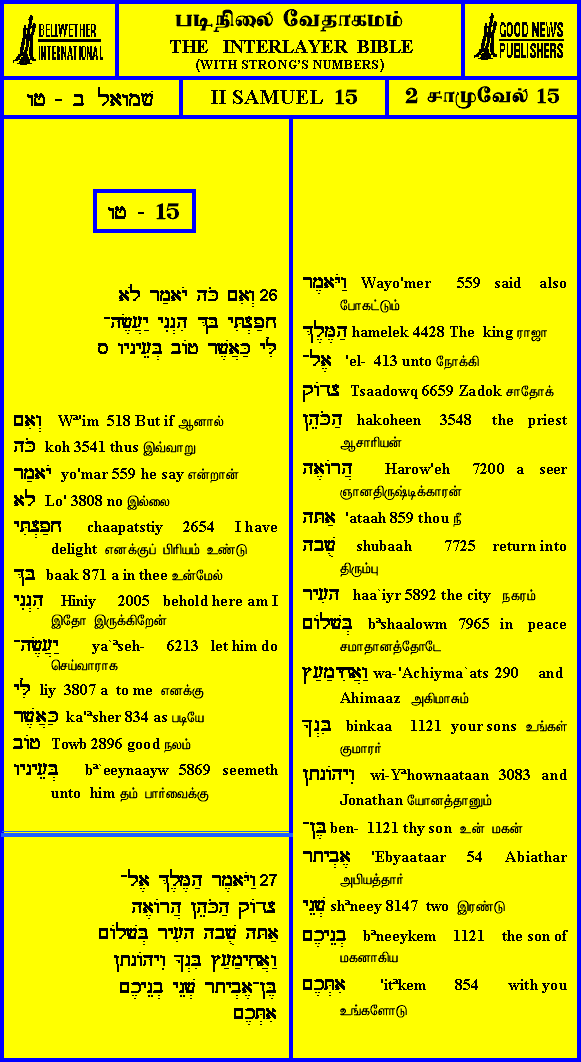 BELLWETHER
INTERNATIONAL
படிநிலை வேதாகமம்
THE INTERLAYER BIBLE
(WITH STRONG'S NUMBERS)
GOOD NEWS
PUBLISHERS
שמואל ב - טו
II SAMUEL 15
2 சாமுவேல் 15
טו - 15
26 וְאִם כֹּה יֹאמַר לֹא
חָפַצְתִּי בָּךְ הִנְנִי יַעֲשֶׂה־
לִּי כַּאֲשֶׁר טוֹב בְּעֵינָיו ס
וְאִם Wª'im 518 But if ஆனால்
כֹּה koh 3541 thus இவ்வாறு
יֹאמַר yo'mar 559 he say என்றான்
לֹא Lo' 3808 no இல்லை
חָפַצְתִּי chaapatstiy 2654 I have
delight எனக்குப் பிரியம் உண்டு
בָּךְ baak 871 a in thee உன்மேல்
הִנְנִי Hiniy 2005 behold here am I
இதோ இருக்கிறேன்
יַעֲשֶׂה־ ya`ªseh- 6213 let him do
செய்வாராக
לִּי liy 3807 a to me எனக்கு
כַּאֲשֶׁר ka'ªsher 834 as படியே
טוֹב Towb 2896 good நலம்
בְּעֵינָיו bª`eeynaayw 5869 seemeth
unto him தம் பார்வைக்கு
27 וַיֹּאמֶר הַמֶּלֶךְ אֶל־
צָדוֹק הַכֹּהֵן הֲרוֹאֶה
אַתָּה שֻׁבָה הָעִיר בְּשָׁלוֹם
וַאֲחִימַעַץ בִּנְךָ וִיהוֹנָתָן
בֶּן־אֶבְיָתָר שְׁנֵי בְנֵיכֶם
אִתְּכֶם
וַיֹּאמֶר Wayo'mer 559 said also
போகட்டும்
הַמֶּלֶךְ hamelek 4428 The king ராஜா
אֶל־ 'el- 413 unto நோக்கி
צָדוֹק Tsaadowq 6659 Zadok சாதோக்
הַכֹּהֵן hakoheen 3548 the priest
ஆசாரியன்
הֲרוֹאֶה Harow'eh 7200 a seer
ஞானதிருஷ்டிக்காரன்
אַתָּה 'ataah 859 thou நீ
שֻׁבָה shubaah 7725 return into
திரும்பு
הָעִיר haa`iyr 5892 the city நகரம்
בְּשָׁלוֹם bªshaalowm 7965 in peace
சமாதானத்தோடே
וַאֲחִימַעַץ wa-'Achiyma`ats 290 and
Ahimaaz அகிமாசும்
בִּנְךָ binkaa 1121 your sons உங்கள்
குமாரர்
וִיהוֹנָתָן wi-Yªhownaataan 3083 and
Jonathan யோனத்தானும்
בֶּן־ ben- 1121 thy son உன் மகன்
אֶבְיָתָר 'Ebyaataar 54 Abiathar
அபியத்தார்
שְׁנֵי shªneey 8147 two இரண்டு
בְנֵיכֶם bªneeykem 1121 the son of
மகனாகிய
אִתְּכֶם 'itªkem 854 with you
உங்களோடு